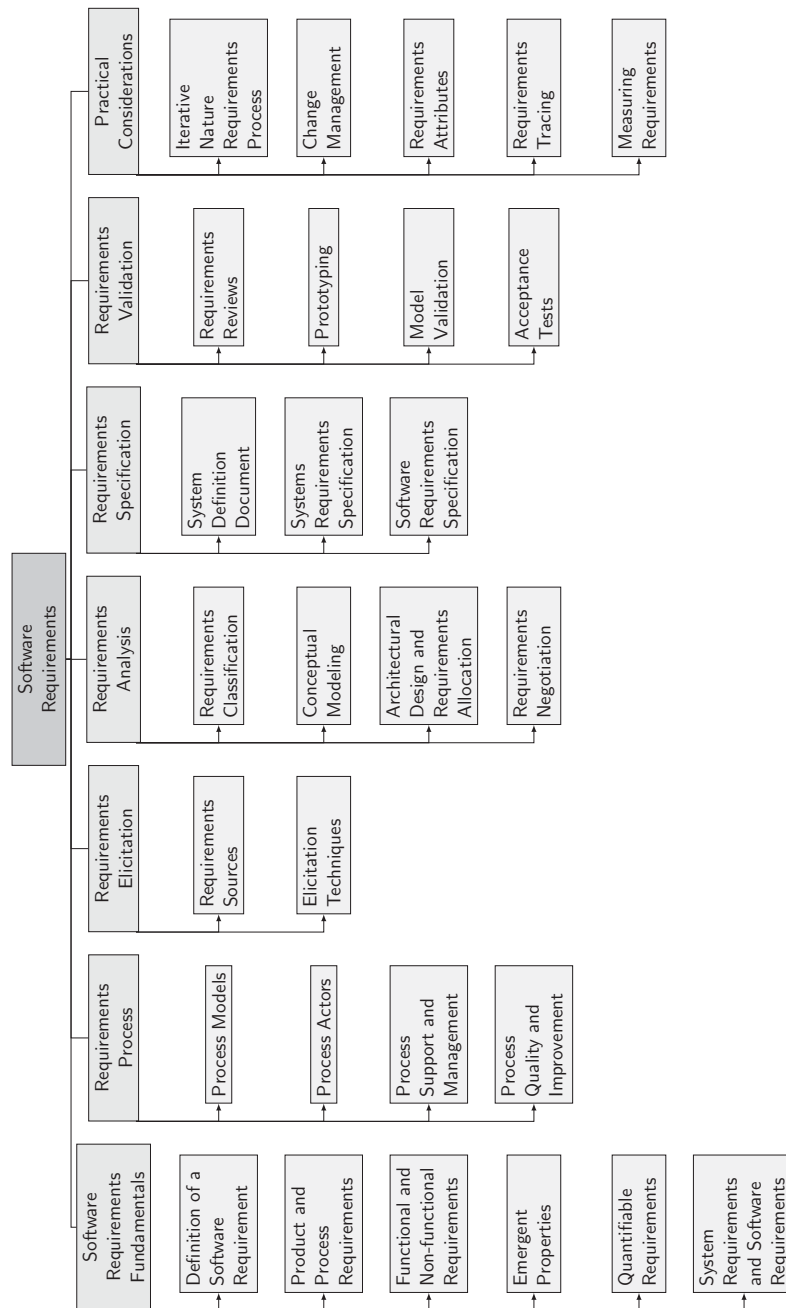 Software
Requirements
Software
Requirements
Fundamentals
Definition of a
Software
Requirement
Product and
Process
Requirements
Functional and
Non-functional
Requirements
Emergent
Properties
Quantifiable
Requirements
System
Requirements
and Software
Requirements
Requirements
Process
Process Models
Process Actors
Process
Support and
Management
Process
Quality and
Improvement
Requirements
Elicitation
Requirements
Sources
Elicitation
Techniques
Requirements
Analysis
Requirements
Classification
Conceptual
Modeling
Architectural
Design and
Requirements
Allocation
Requirements
Negotiation
Requirements
Specification
System
Definition
Document
Systems
Requirements
Specification
Software
Requirements
Specification
Requirements
Validation
Requirements
Reviews
Prototyping
Model
Validation
Acceptance
Tests
Practical
Considerations
Iterative
Nature
Requirements
Process
Change
Management
Requirements
Attributes
Requirements
Tracing
Measuring
Requirements